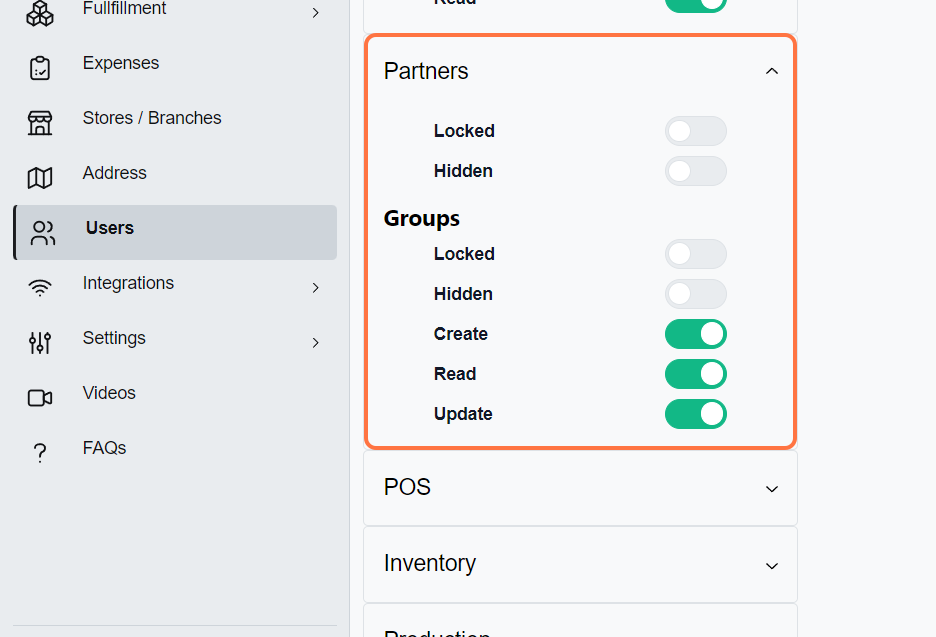 Fullfillment
Expenses
Stores / Branches
Address
Users
Integrations
Settings
Videos
FAQs
Read
Partners
Locked
Hidden
Groups
Locked
Hidden
Create
Read
Update
POS
Inventory
Production